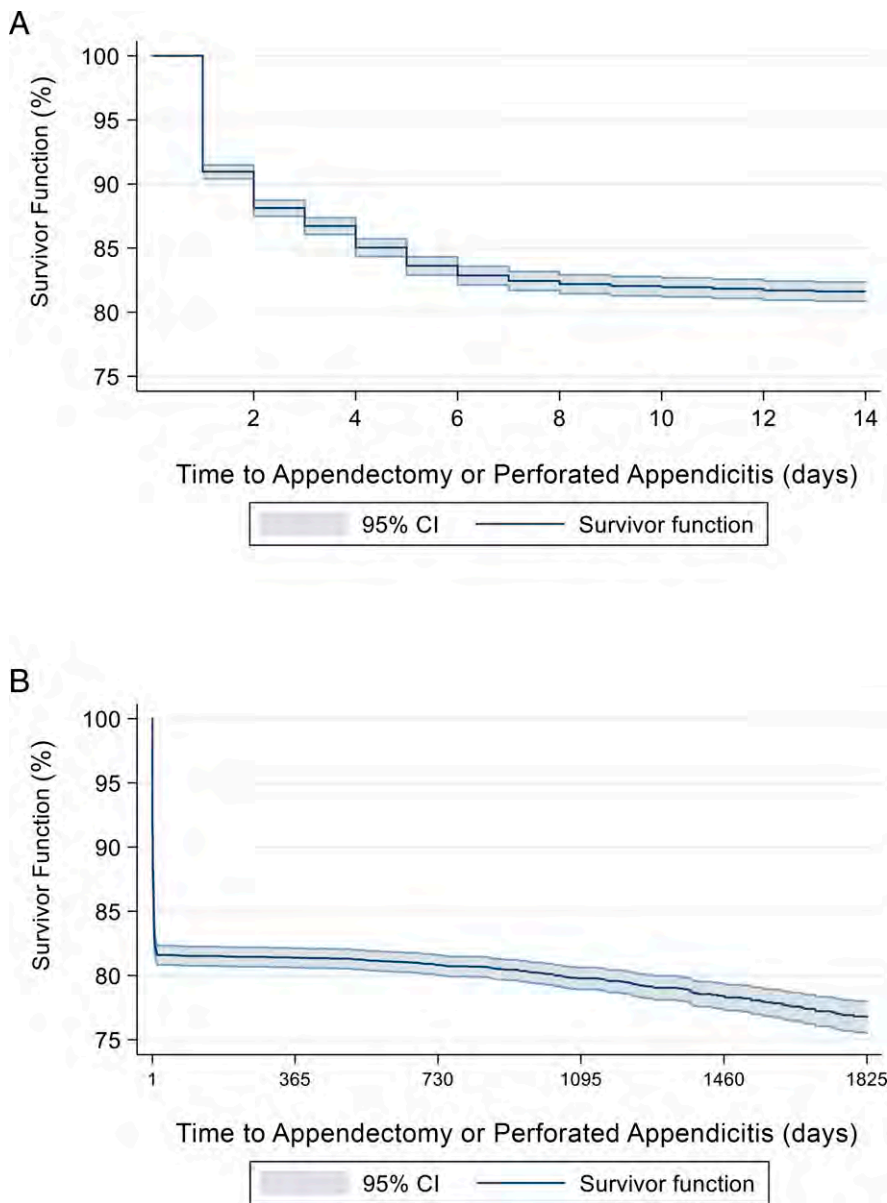 A
Survivor Function (%)
100
95
90
85
80
75
2 4 6 8 10 12 14
Time to Appendectomy or Perforated Appendicitis (days)
95% CI Survivor function
B
Survivor Function (%)
100
95
90
85
80
75
1 365 730 1095 1460 1825
Time to Appendectomy or Perforated Appendicitis (days)
95% CI Survivor function